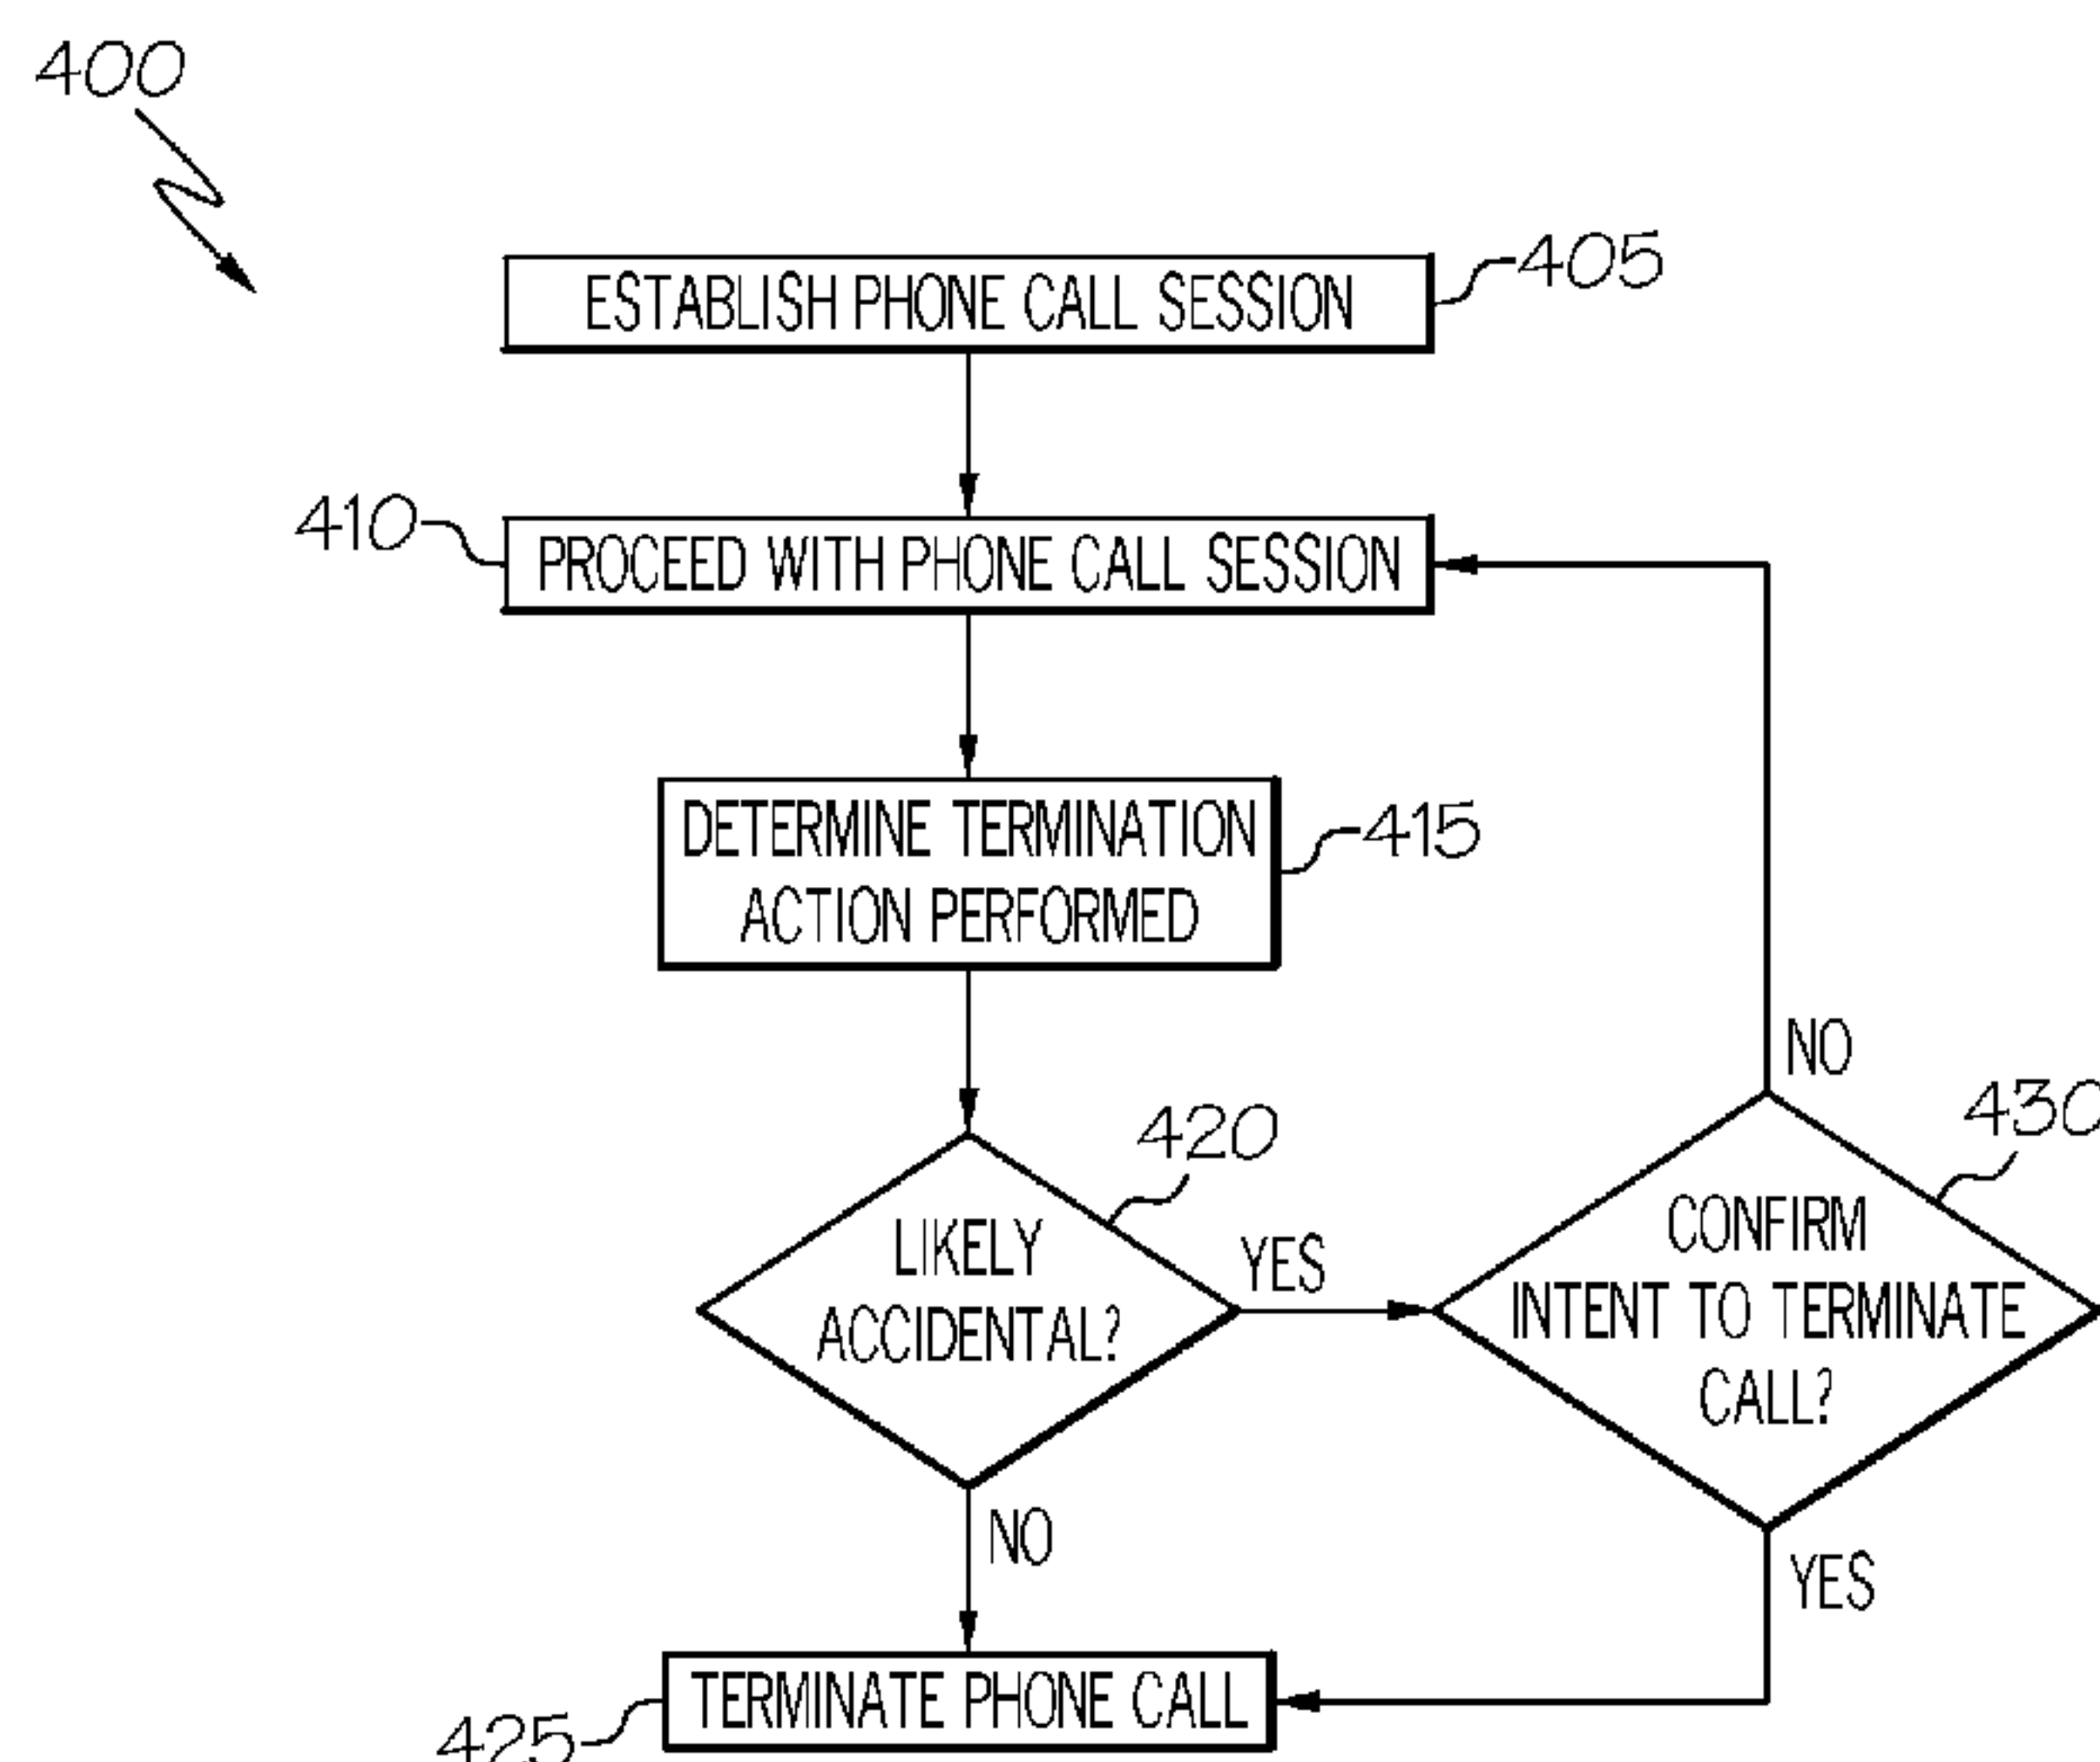 400
ESTABLISH PHONE CALL SESSION
405
410
PROCEED WITH PHONE CALL SESSION
DETERMINE TERMINATION
ACTION PERFORMED
415
NO
430
420
LIKELY
ACCIDENTAL?
YES
CONFIRM
INTENT TO TERMINATE
CALL?
NO
YES
TERMINATE PHONE CALL
425